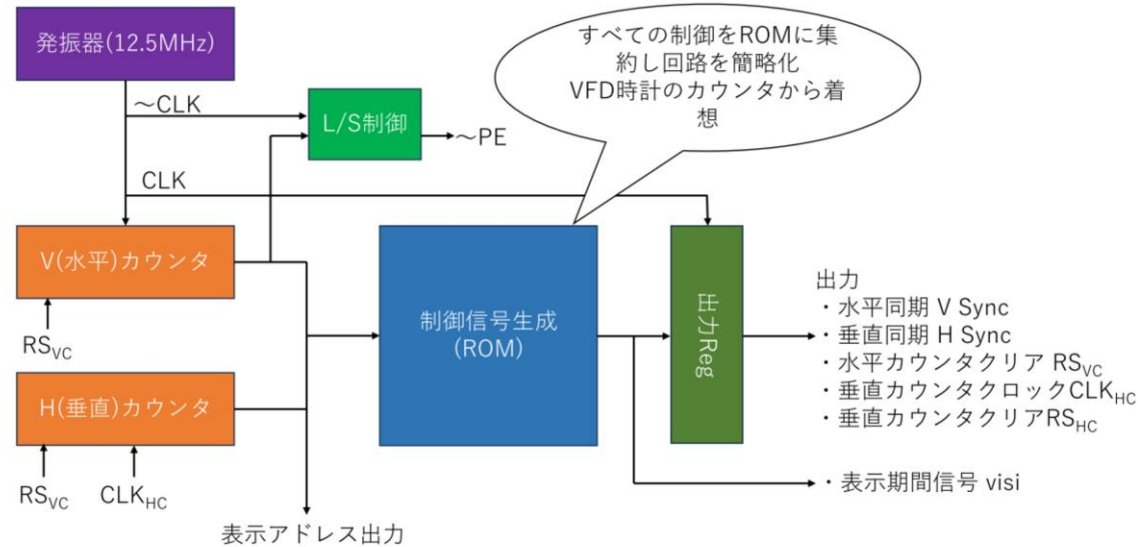 発振器(12.5MHz)
すべての制御をROMに集
約し回路を簡略化
VFD時計のカウンタから着
想
～CLK
L/S制御
～PE
CLK
V(水平)カウンタ
RSVC
制御信号生成
(ROM)
出力Reg
出力
・水平同期 V Sync
・垂直同期 H Sync
・水平カウンタクリア RSVC
・垂直カウンタクロックCLKHC
・垂直カウンタクリアRSHC
H(垂直)カウンタ
RSVC
CLKHC
・表示期間信号 visi
表示アドレス出力